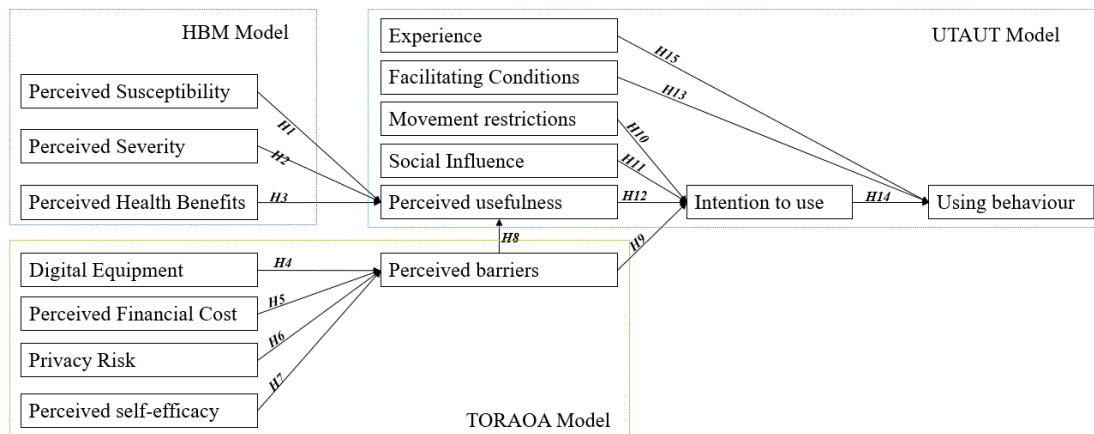 HBM Model
UTAUT Model
Experience
H15
Facilitating Conditions
H13
Perceived Susceptibility
H1
Movement restrictions
H10
Perceived Severity
H2
Social Influence
H11
Perceived Health Benefits
H3
Perceived usefulness
H12
Intention to use
H14
Using behaviour
H8
H9
Digital Equipment
H4
Perceived barriers
Perceived Financial Cost
H5
Privacy Risk
H6
Perceived self-efficacy
H7
TORAOA Model